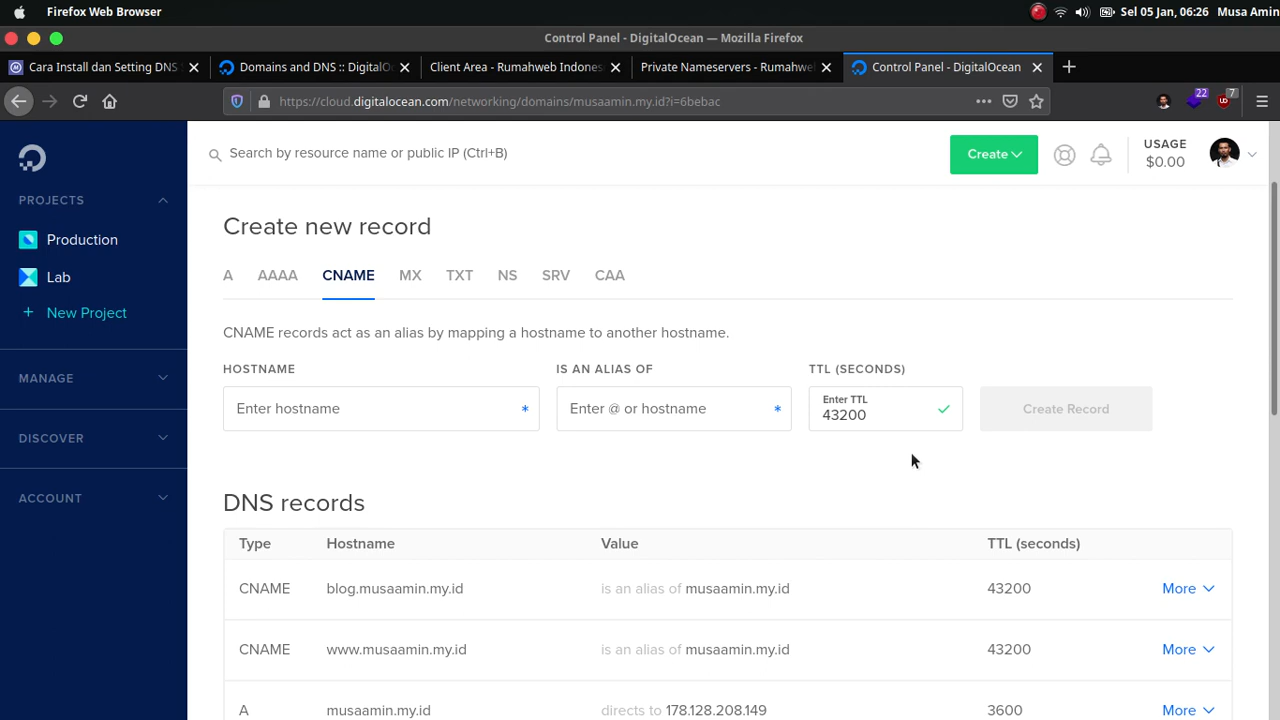 Firefox Web Browser
Sel 05 Jan, 06:26 Musa Amin
Control Panel - DigitalOcean — Mozilla Firefox
Cara Install dan Setting DNS
Domains and DNS :: DigitalO
Client Area - Rumahweb Indones
Private Nameservers - Rumahwe
Control Panel - DigitalOcean
https://cloud.digitalocean.com/networking/domains/musaamin.my.id?i=6bebac
22
7
Search by resource name or public IP (Ctrl+B)
Create
USAGE
$0.00
PROJECTS
Production
Lab
+ New Project
MANAGE
DISCOVER
ACCOUNT
Create new record
A AAAA CNAME MX TXT NS SRV CAA
CNAME records act as an alias by mapping a hostname to another hostname.
HOSTNAME IS AN ALIAS OF TTL (SECONDS)
Enter hostname *
Enter @ or hostname *
Enter TTL
43200
Create Record
DNS records
Type Hostname Value TTL (seconds)
CNAME blog.musaamin.my.id is an alias of musaamin.my.id 43200 More
CNAME www.musaamin.my.id is an alias of musaamin.my.id 43200 More
A musaamin.my.id directs to 178.128.208.149 3600 More